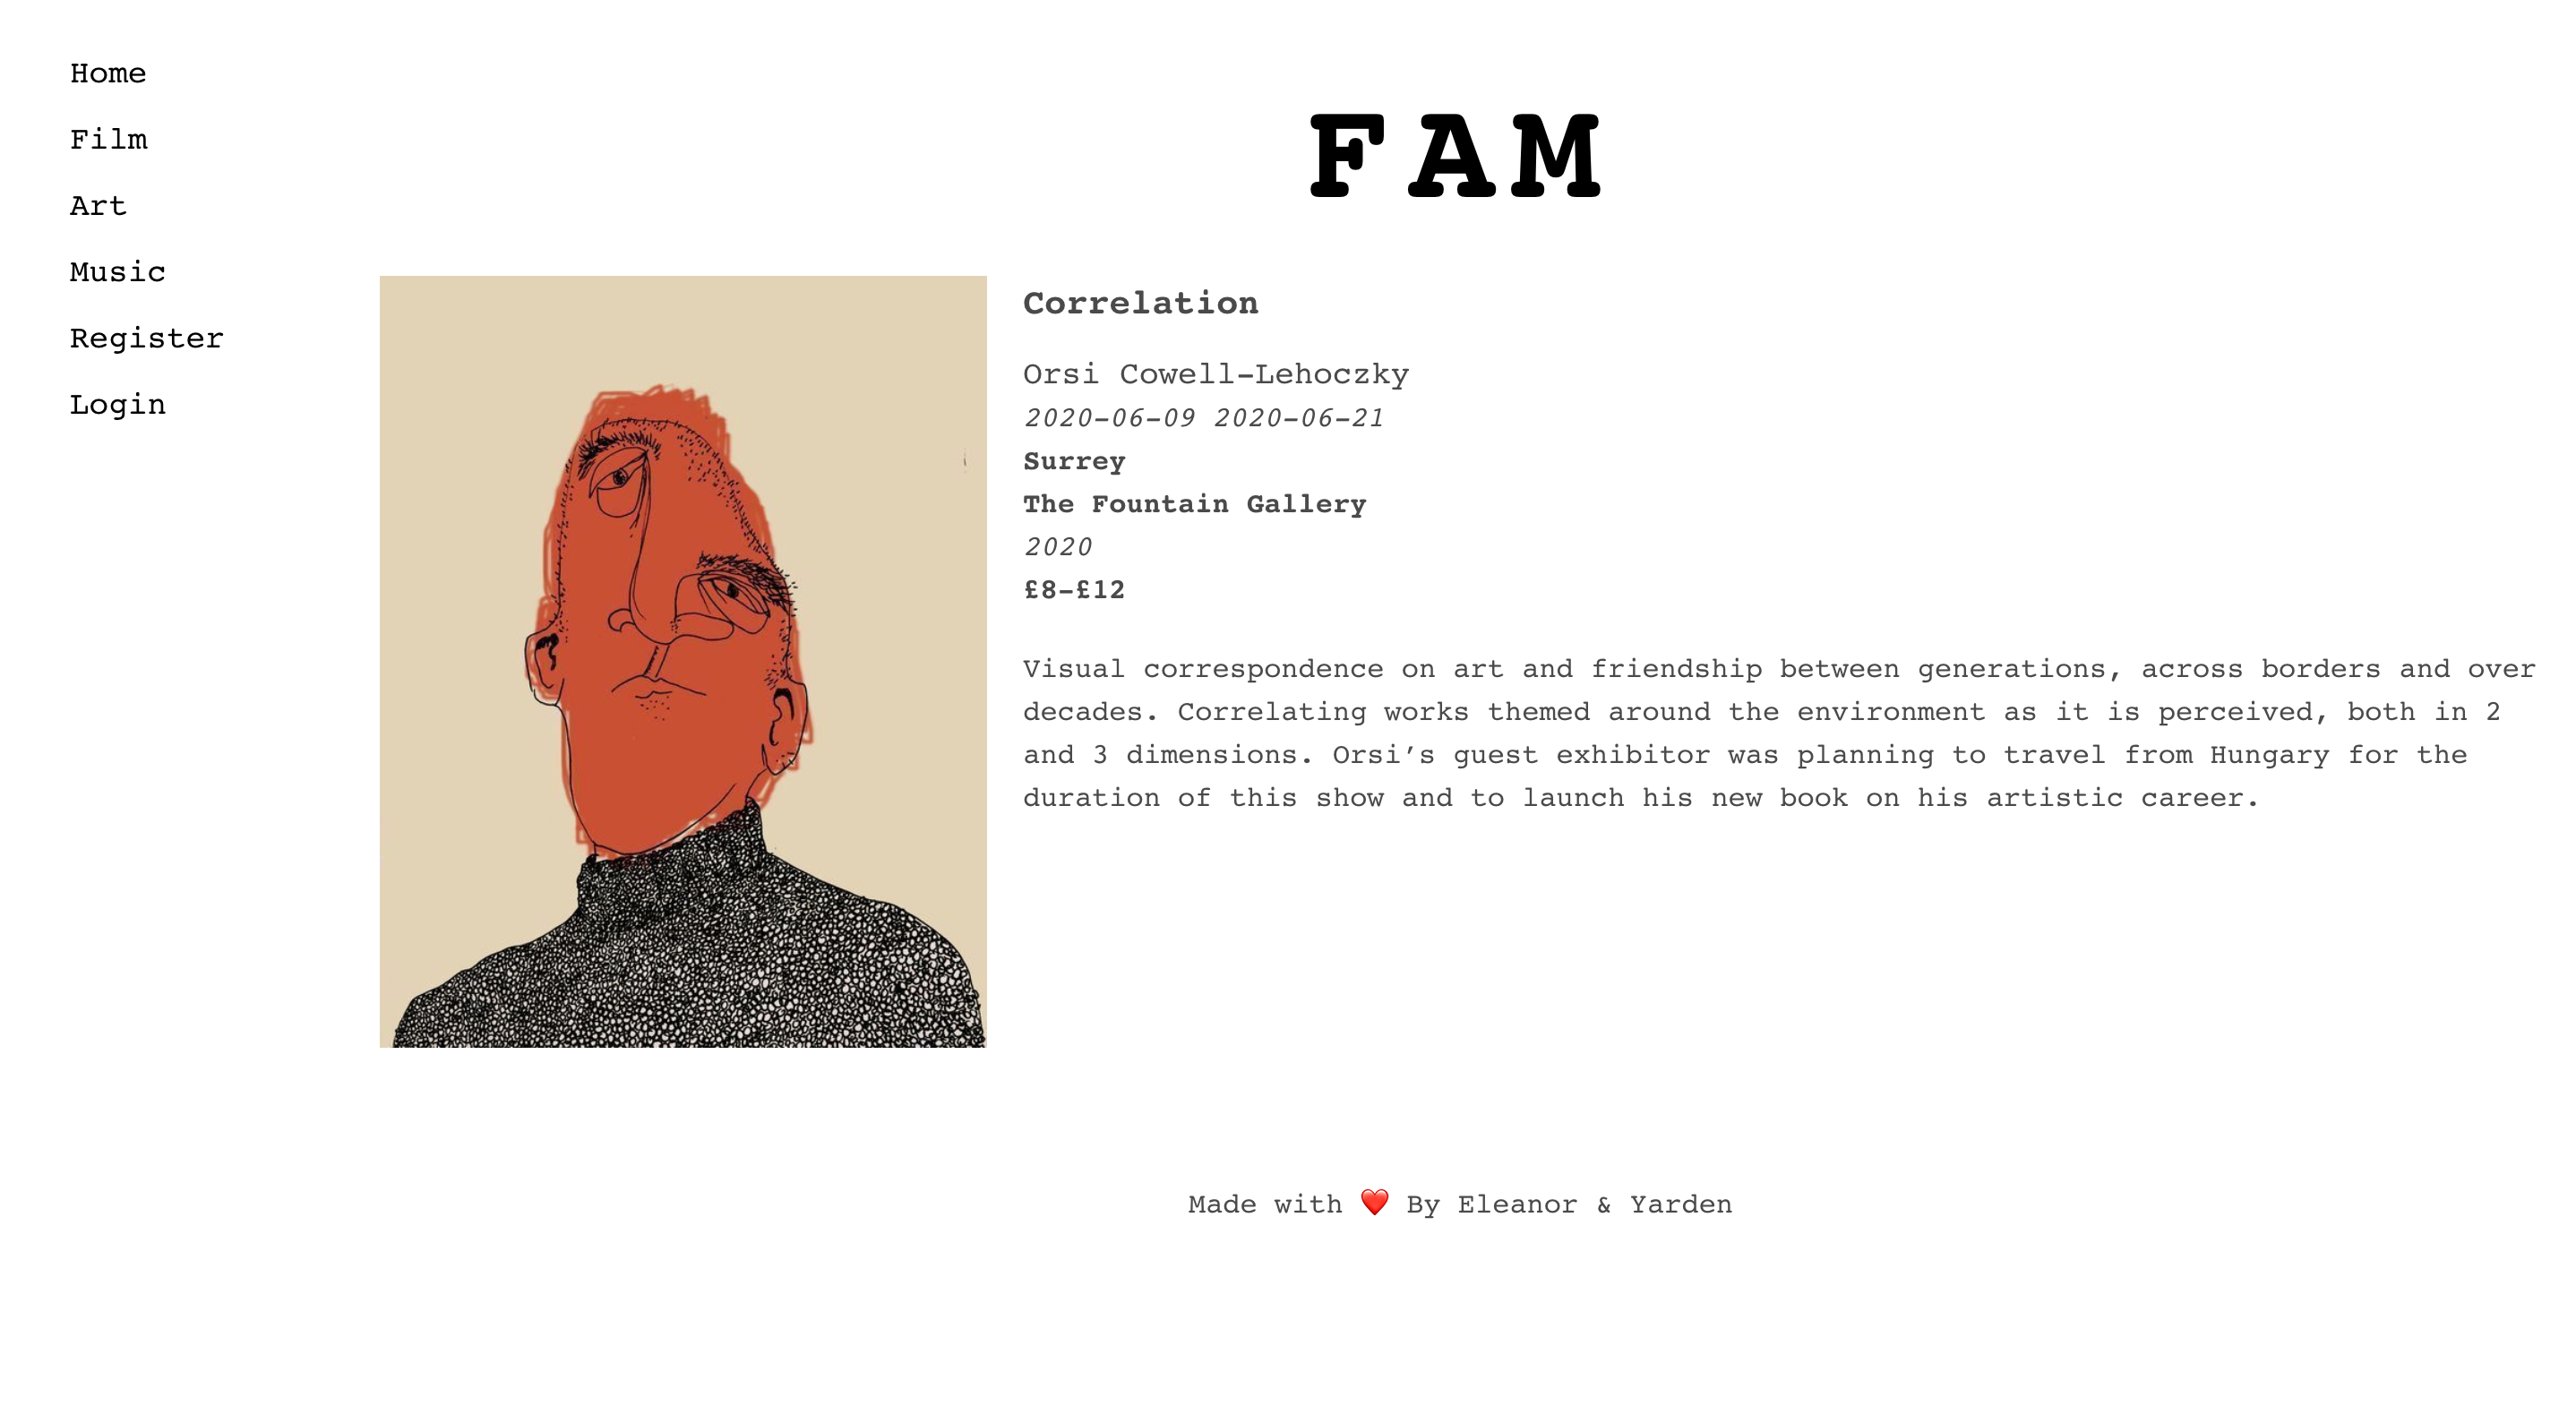 Home
Film
Art
Music
Register
Login
FAM
Correlation
Orsi Cowell-Lehoczky
2020-06-09 2020-06-21
Surrey
The Fountain Gallery
2020
£8-£12
Visual correspondence on art and friendship between generations, across borders and over
decades. Correlating works themed around the environment as it is perceived, both in 2
and 3 dimensions. Orsi’s guest exhibitor was planning to travel from Hungary for the
duration of this show and to launch his new book on his artistic career.
Made with ❤️ By Eleanor & Yarden